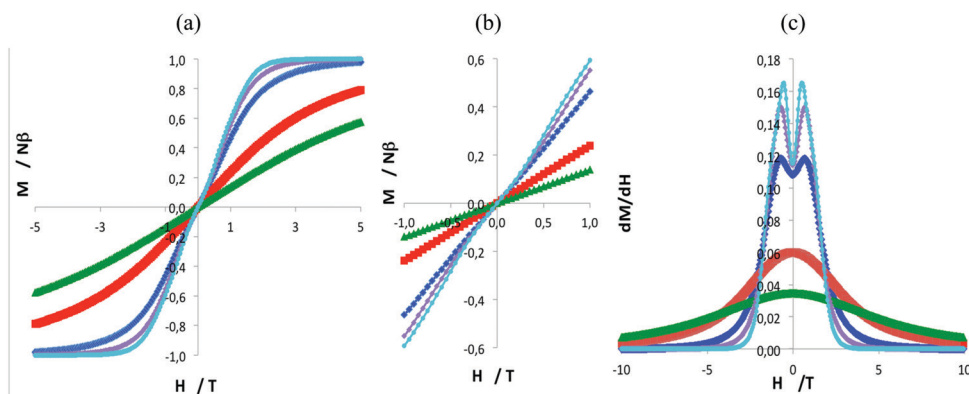 (a) (b) (c)
M / Nβ
1,0
0,8
0,6
0,4
0,2
0,0
-5 -3 -1 1 3 5
-0,2
-0,4
-0,6
-0,8
-1,0
H / T
M / Nβ
0,6
0,4
0,2
0,0
-1,0 -0,5 0,0 0,5 1,0
-0,2
-0,4
-0,6
H / T
dM/dH
0,18
0,16
0,14
0,12
0,10
0,08
0,06
0,04
0,02
0,00
-10 -5 0 5 10
H / T